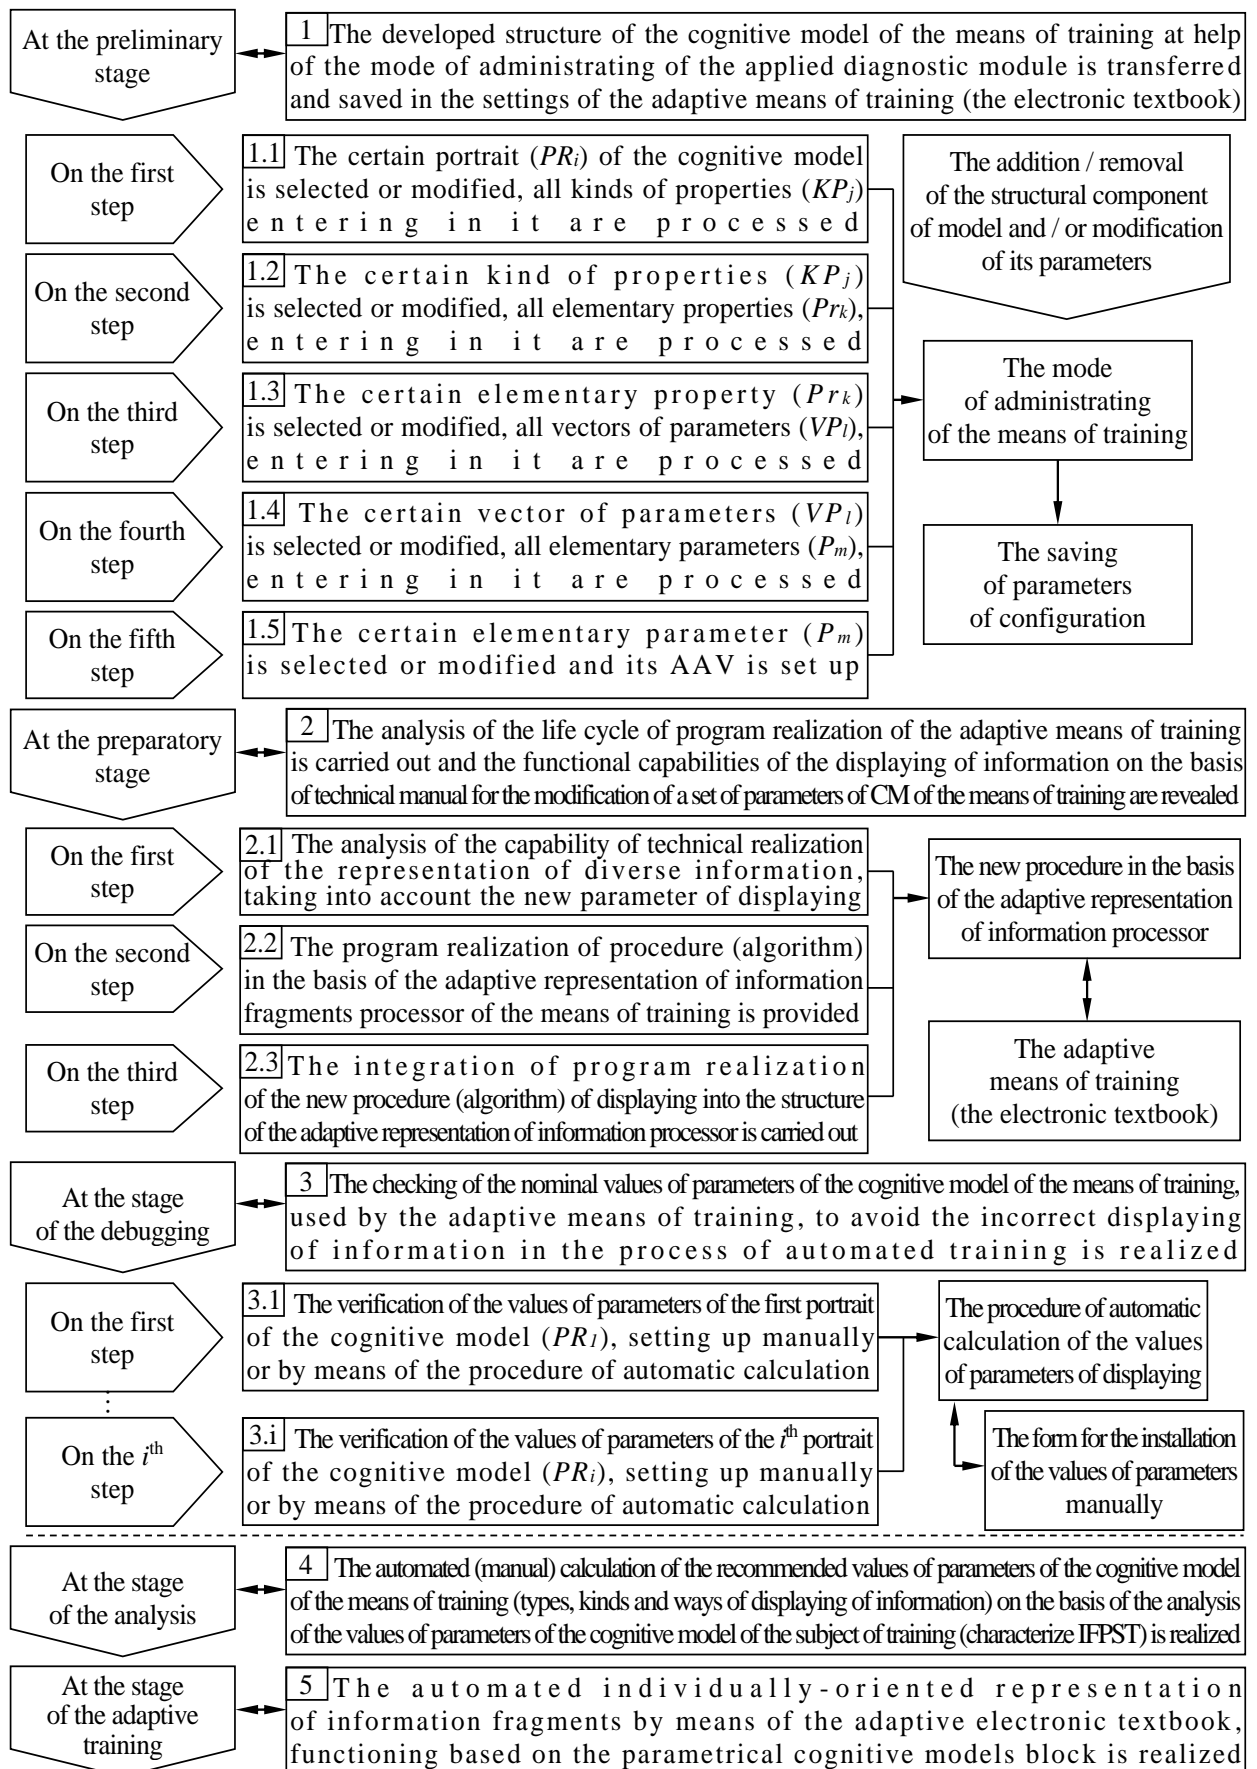 At the preliminary
stage
1 The developed structure of the cognitive model of the means of training at help
of the mode of administrating of the applied diagnostic module is transferred
and saved in the settings of the adaptive means of training (the electronic textbook)
On the first
step
1.1 The certain portrait (PRi) of the cognitive model
is selected or modified, all kinds of properties (KPj)
entering in it are processed
The addition / removal
of the structural component
of model and / or modification
of its parameters
On the second
step
1.2 The certain kind of properties (KPj)
is selected or modified, all elementary properties (Prk),
entering in it are processed
On the third
step
1.3 The certain elementary property (Prk)
is selected or modified, all vectors of parameters (VPl),
entering in it are processed
The mode
of administrating
of the means of training
On the fourth
step
1.4 The certain vector of parameters (VPl)
is selected or modified, all elementary parameters (Pm),
entering in it are processed
The saving
of parameters
of configuration
On the fifth
step
1.5 The certain elementary parameter (Pm)
is selected or modified and its AAV is set up
At the preparatory
stage
2 The analysis of the life cycle of program realization of the adaptive means of training
is carried out and the functional capabilities of the displaying of information on the basis
of technical manual for the modification of a set of parameters of CM of the means of training are revealed
On the first
step
2.1 The analysis of the capability of technical realization
of the representation of diverse information,
taking into account the new parameter of displaying
The new procedure in the basis
of the adaptive representation
of information processor
On the second
step
2.2 The program realization of procedure (algorithm)
in the basis of the adaptive representation of information
fragments processor of the means of training is provided
On the third
step
2.3 The integration of program realization
of the new procedure (algorithm) of displaying into the structure
of the adaptive representation of information processor is carried out
The adaptive
means of training
(the electronic textbook)
At the stage
of the debugging
3 The checking of the nominal values of parameters of the cognitive model of the means of training,
used by the adaptive means of training, to avoid the incorrect displaying
of information in the process of automated training is realized
On the first
step
3.1 The verification of the values of parameters of the first portrait
of the cognitive model (PR1), setting up manually
or by means of the procedure of automatic calculation
The procedure of automatic
calculation of the values
of parameters of displaying
On the ith
step
3.i The verification of the values of parameters of the ith portrait
of the cognitive model (PRi), setting up manually
or by means of the procedure of automatic calculation
The form for the installation
of the values of parameters
manually
At the stage
of the analysis
4 The automated (manual) calculation of the recommended values of parameters of the cognitive model
of the means of training (types, kinds and ways of displaying of information) on the basis of the analysis
of the values of parameters of the cognitive model of the subject of training (characterize IFPST) is realized
At the stage
of the adaptive
training
5 The automated individually-oriented representation
of information fragments by means of the adaptive electronic textbook,
functioning based on the parametrical cognitive models block is realized